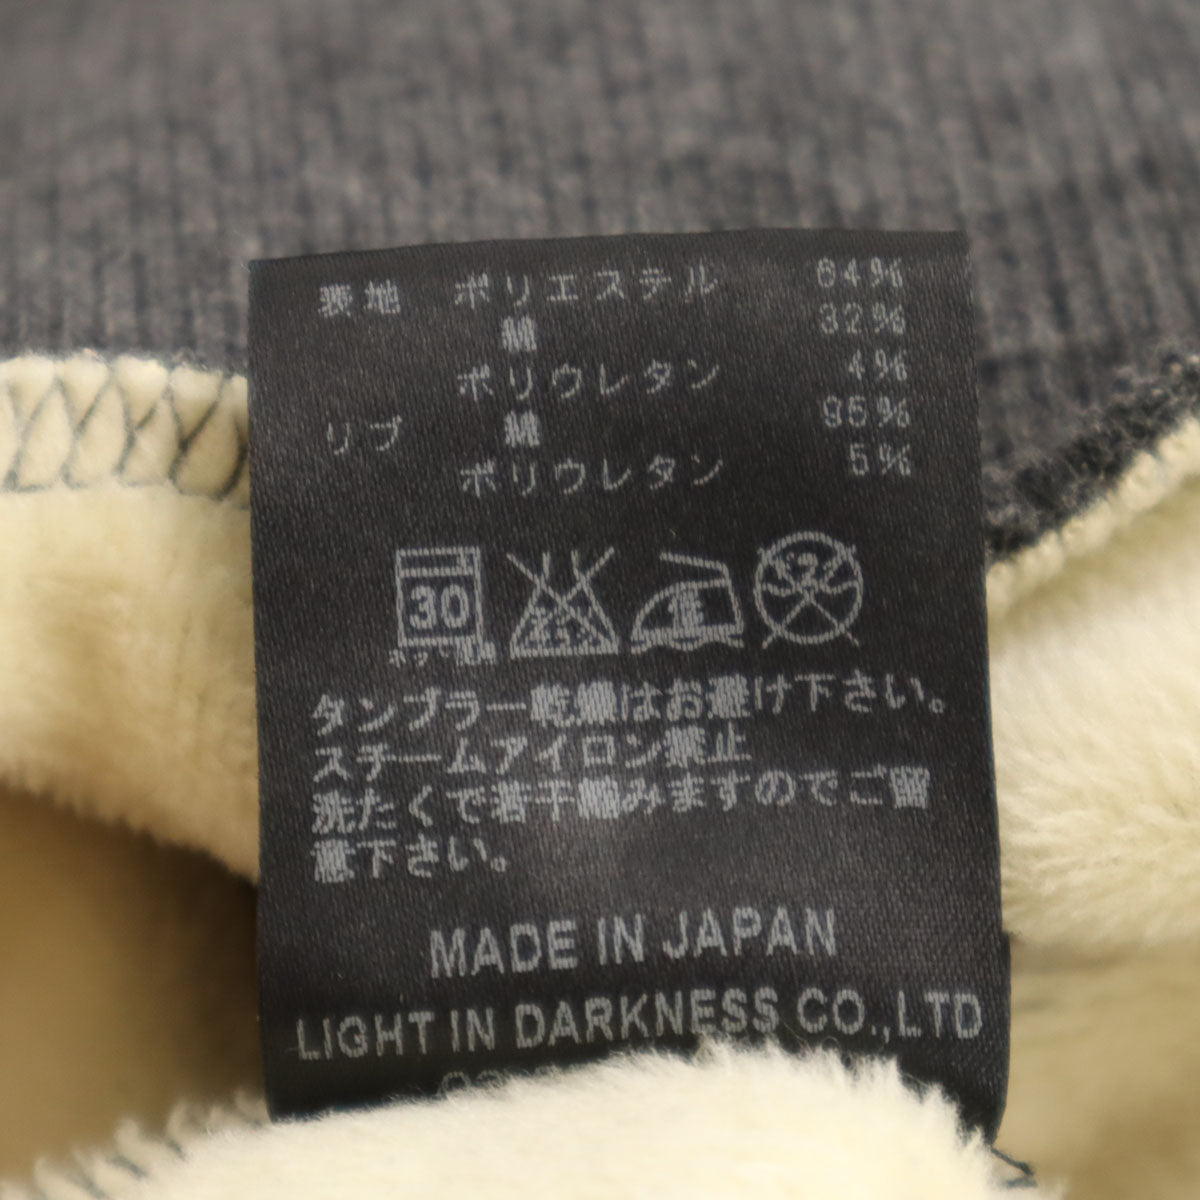 表地 ポリエステル 64%
綿 32%
ポリウレタン 4%
リブ 綿 95%
ポリウレタン 5%
30
タンブラー乾燥はお避け下さい。
スチームアイロン禁止
洗たくで若干縮みますのでご留
意下さい。
MADE IN JAPAN
LIGHT IN DARKNESS CO.,LTD